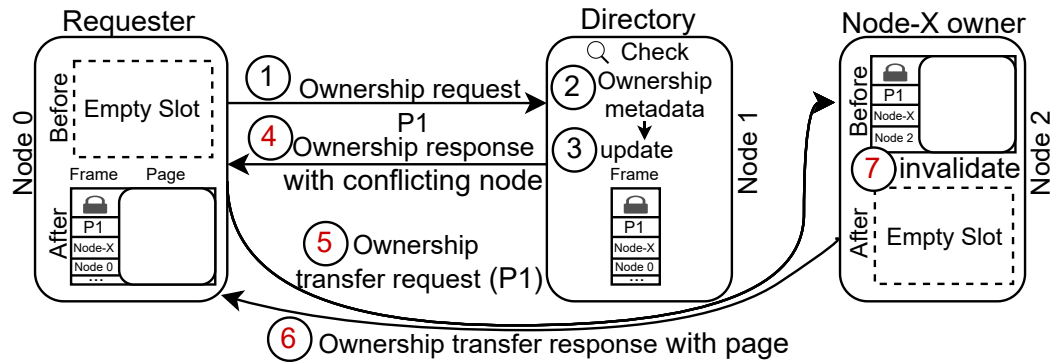 Requester
Directory
Node-X owner
Node 0
Before
Empty Slot
1
Ownership request
P1
4
Ownership response
with conflicting node
Check
2
Ownership
metadata
3
update
Frame
P1
Node-X
Node 0
...
Node 1
Before
P1
Node-X
Node 2
7
invalidate
Node 2
After
Empty Slot
Frame Page
After
P1
Node-X
Node 0
...
5
Ownership
transfer request (P1)
6
Ownership transfer response with page